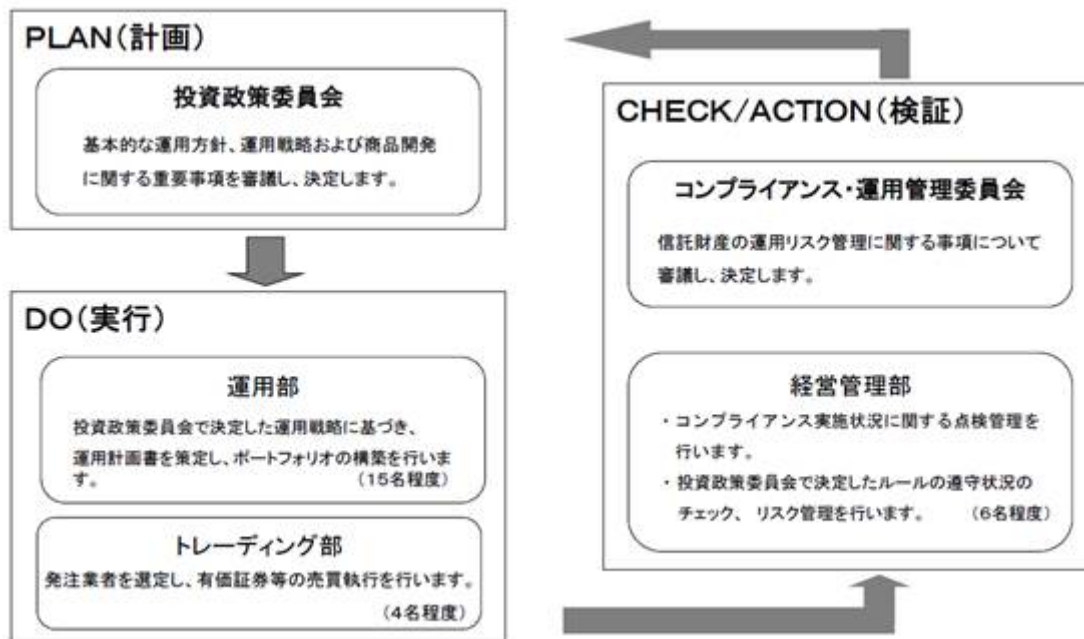 PLAN(計画)
投資政策委員会
基本的な運用方針、運用戦略および商品開発
に関する重要事項を審議し、決定します。
DO(実行)
運用部
投資政策委員会で決定した運用戦略に基づき、
運用計画書を策定し、ポートフォリオの構築を行いま
す。 (15名程度)
トレーディング部
発注業者を選定し、有価証券等の売買執行を行います。
(4名程度)
CHECK/ACTION(検証)
コンプライアンス・運用管理委員会
信託財産の運用リスク管理に関する事項について
審議し、決定します。
経営管理部
・コンプライアンス実施状況に関する点検管理を
行います。
・投資政策委員会で決定したルールの遵守状況の
チェック、 リスク管理を行います。 (6名程度)